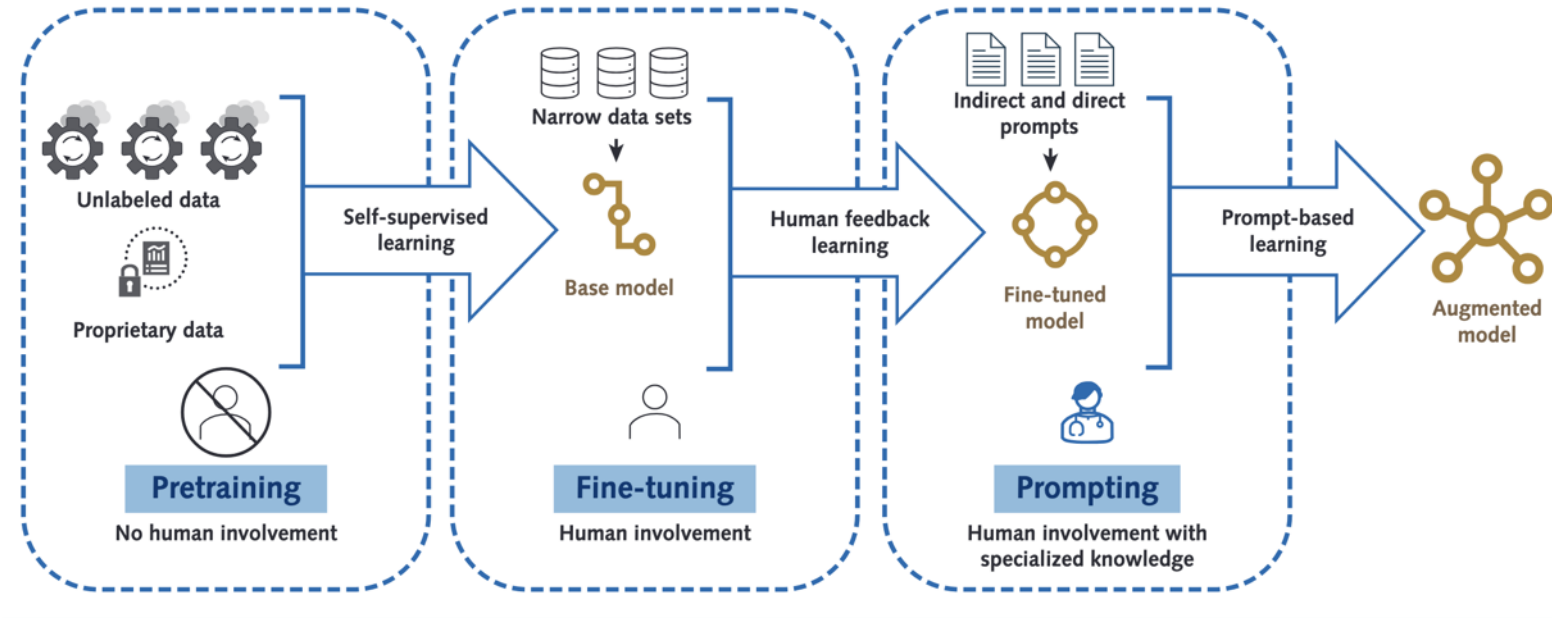 Unlabeled data
Proprietary data
Pretraining
No human involvement
Self-supervised
learning
Narrow data sets
Base model
Fine-tuning
Human involvement
Human feedback
learning
Indirect and direct
prompts
Fine-tuned
model
Prompting
Human involvement with
specialized knowledge
Prompt-based
learning
Augmented
model